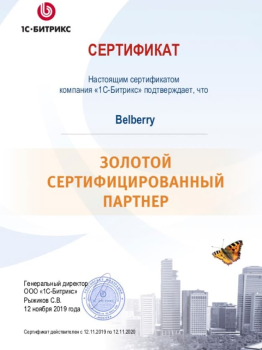 1С-БИТРИКС
СЕРТИФИКАТ
Настоящим сертификатом
компания «1С-Битрикс» подтверждает, что
Belberry
ЗОЛОТОЙ
СЕРТИФИЦИРОВАННЫЙ
ПАРТНЕР
Генеральный директор
ООО «1С-Битрикс»
Рыжиков С.В.
12 ноября 2019 года
Сертификат действителен с 12.11.2019 по 12.11.2020